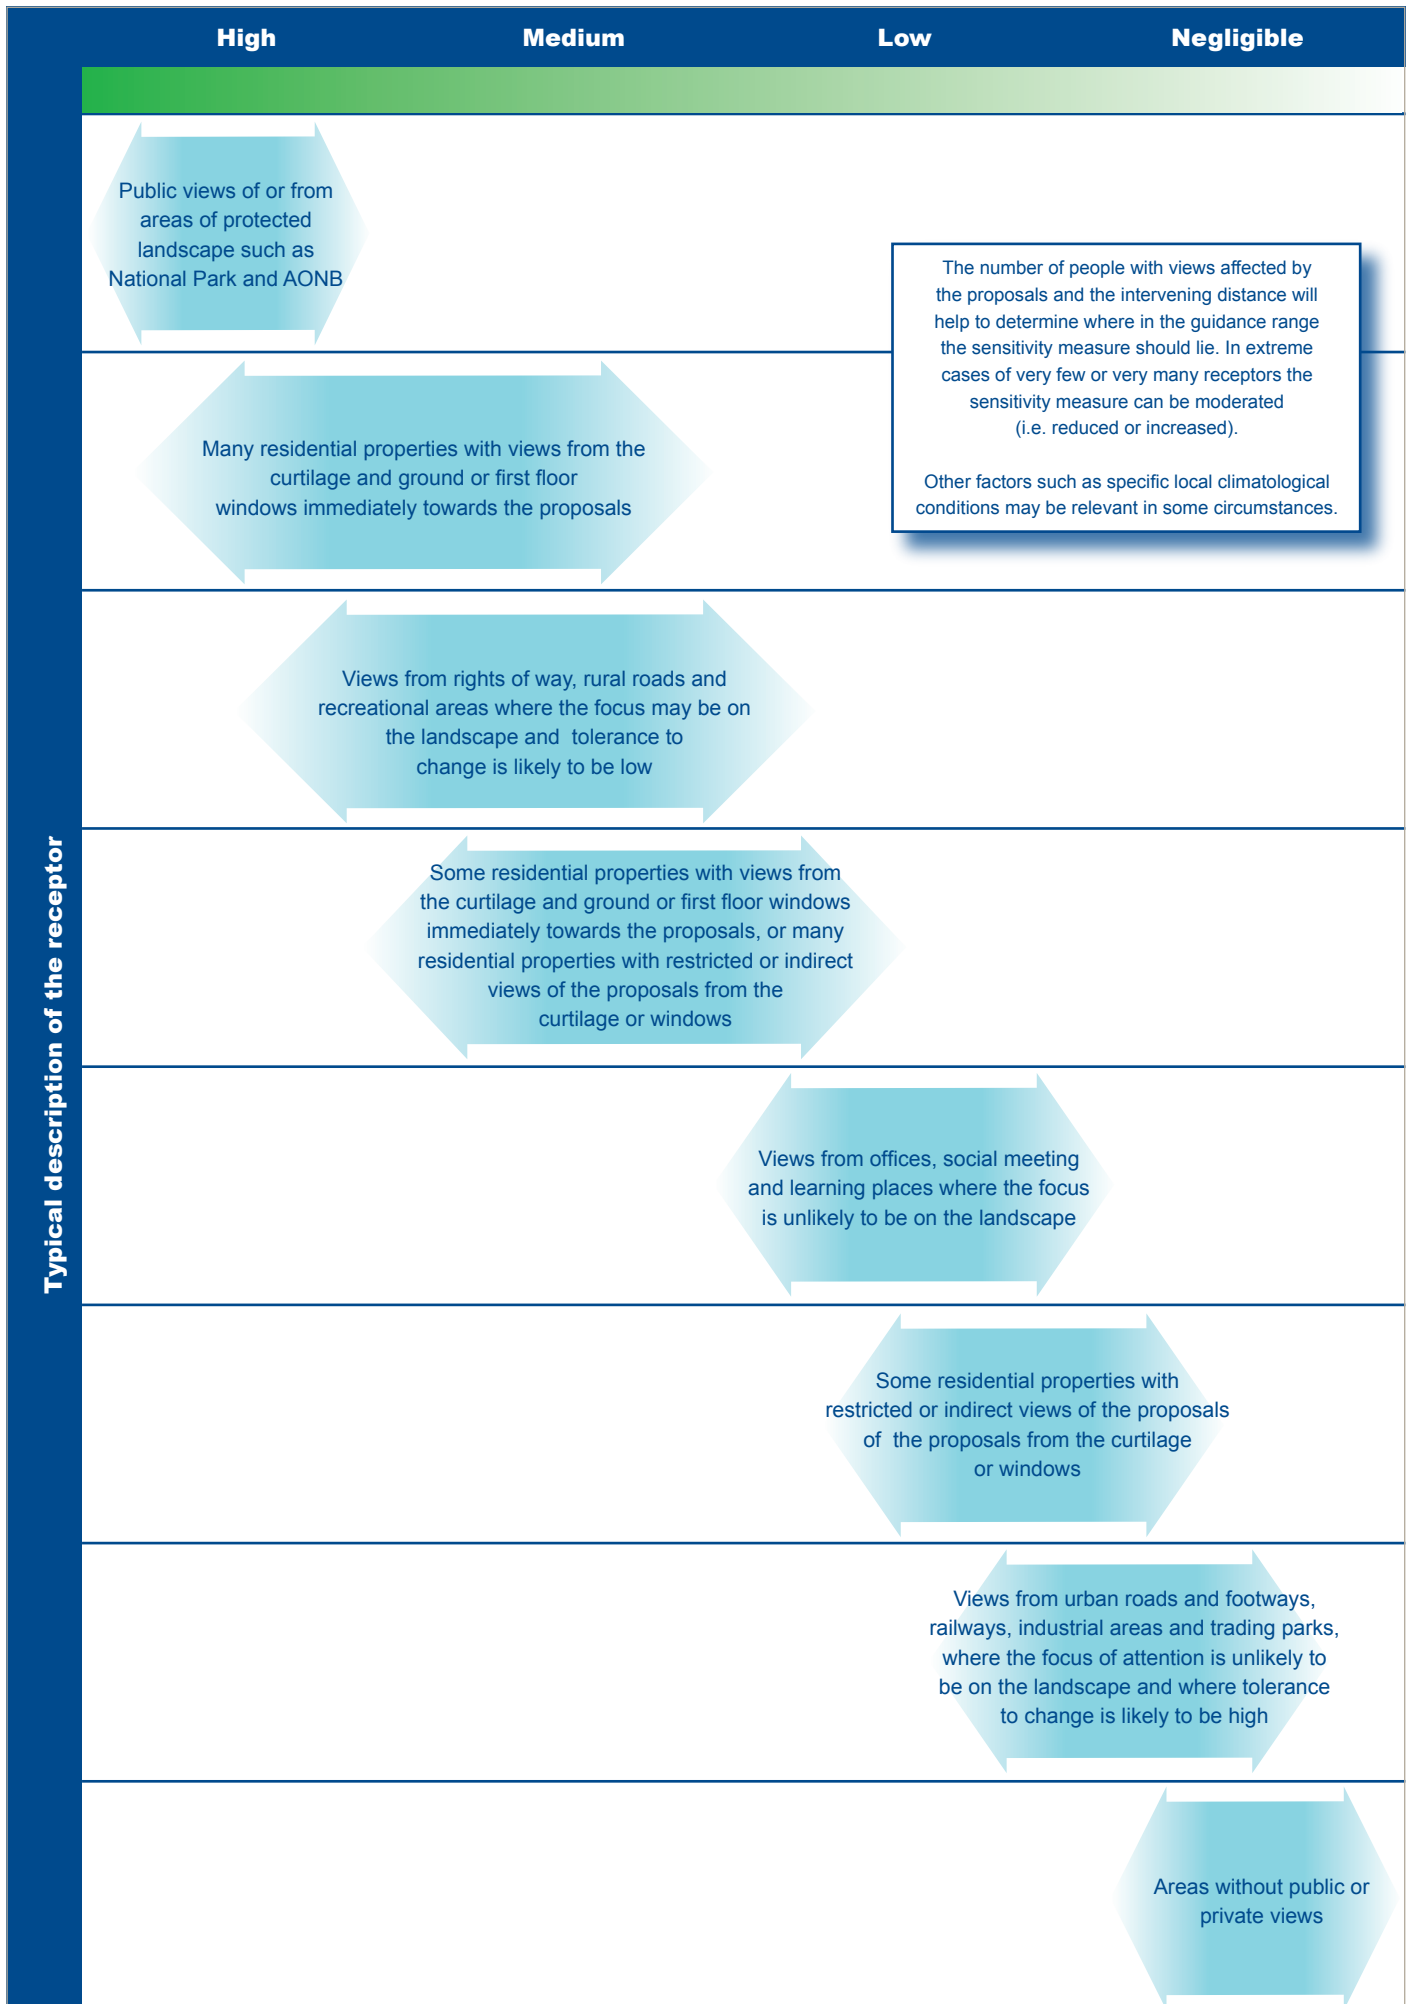 High Medium Low Negligible
Typical description of the receptor
Public views of or from
areas of protected
landscape such as
National Park and AONB
The number of people with views affected by
the proposals and the intervening distance will
help to determine where in the guidance range
the sensitivity measure should lie. In extreme
cases of very few or very many receptors the
sensitivity measure can be moderated
(i.e. reduced or increased).
Other factors such as specific local climatological
conditions may be relevant in some circumstances.
Many residential properties with views from the
curtilage and ground or first floor
windows immediately towards the proposals
Views from rights of way, rural roads and
recreational areas where the focus may be on
the landscape and tolerance to
change is likely to be low
Some residential properties with views from
the curtilage and ground or first floor windows
immediately towards the proposals, or many
residential properties with restricted or indirect
views of the proposals from the
curtilage or windows
Views from offices, social meeting
and learning places where the focus
is unlikely to be on the landscape
Some residential properties with
restricted or indirect views of the proposals
of the proposals from the curtilage
or windows
Views from urban roads and footways,
railways, industrial areas and trading parks,
where the focus of attention is unlikely to
be on the landscape and where tolerance
to change is likely to be high
Areas without public or
private views